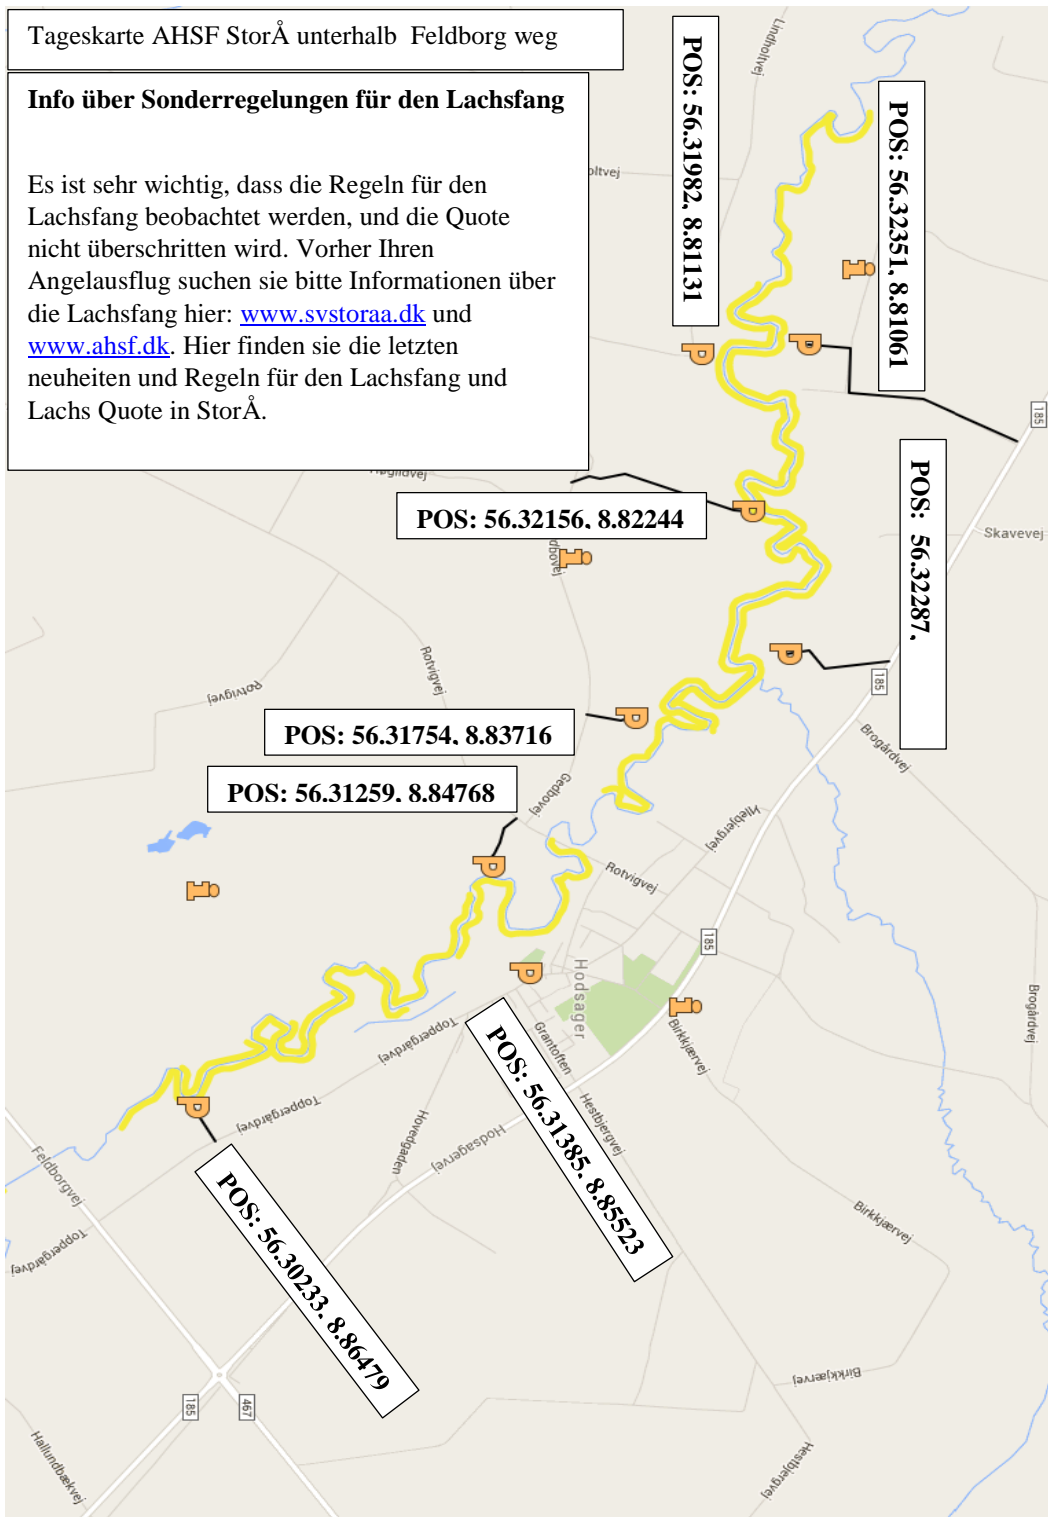 Tageskarte AHSF StorÅ unterhalb  Feldborg weg
Info über Sonderregelungen für den Lachsfang
Es ist sehr wichtig, dass die Regeln für den
Lachsfang beobachtet werden, und die Quote
nicht überschritten wird. Vorher Ihren
Angelausflug suchen sie bitte Informationen über
die Lachsfang hier: www.svstoraa.dk und
www.ahsf.dk. Hier finden sie die letzten
neuheiten und Regeln für den Lachsfang und
Lachs Quote in StorÅ.
POS: 56.31982, 8.81131
POS: 56.32351, 8.81061
POS: 56.32156, 8.82244
POS:  56.32287,
POS: 56.31754, 8.83716
POS: 56.31259, 8.84768
POS: 56.31385, 8.85523
POS: 56.30233, 8.86479
Lindholtvej
oltvej
185
Skavevej
dbovej
Rotvigvej
Rotvigvej
185
Brogårdvej
Gedbovej
Rotvigvej
185
Hodsager
Brogårdvej
Birkkjærvej
Grantoften
Toppergårdvej
Hestbjergvej
Toppergårdvej
Hovedgaden
Hodsagervej
Feldborgvej
Birkkjærvej
Toppergårdvej
Birkkjærvej
185
467
Hallundbækvej
Hestbjergvej
P
P
P
P
P
P
P
P
i
i
i
i